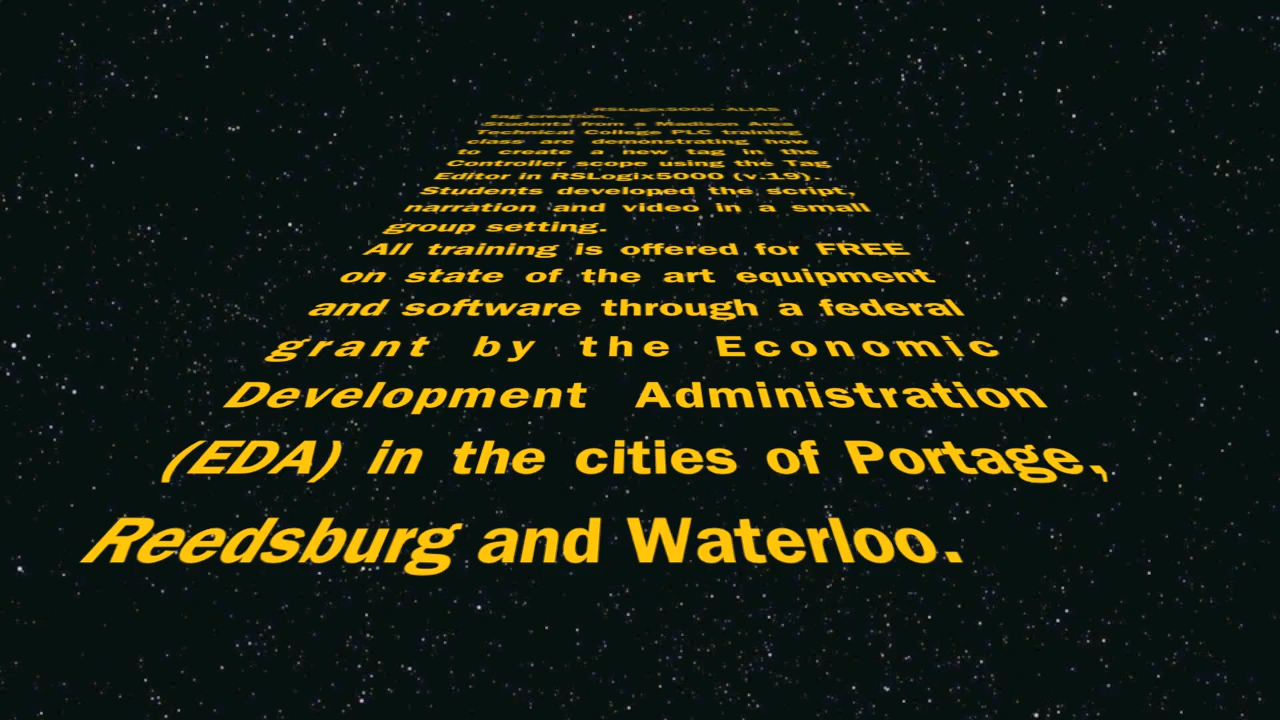 RSLogix5000 -ALIAS
tag creation.
Students from a Madison Area
Technical College PLC training
class are demonstrating how
to create a new tag in the
Controller scope using the Tag
Editor in RSLogix5000 (v.19).
Students developed the script,
narration and video in a small
group setting.
All training is offered for FREE
on state of the art equipment
and software through a federal
grant by the Economic
Development Administration
(EDA) in the cities of Portage,
Reedsburg and Waterloo.